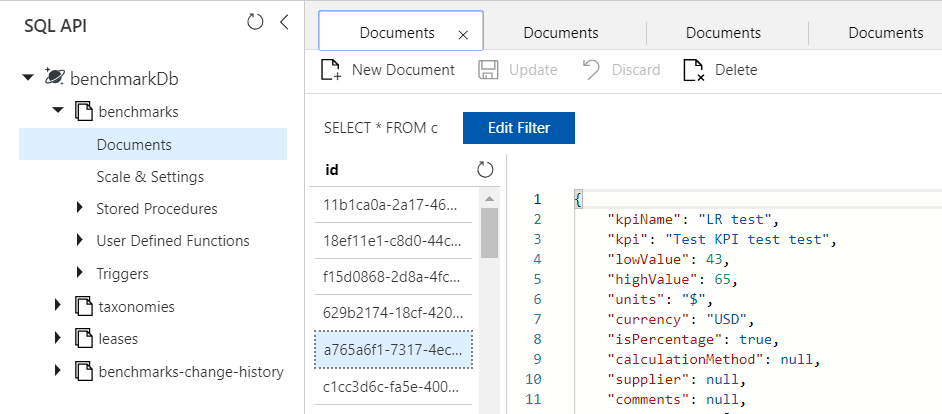 SQL API
benchmarkDb
benchmarks
Documents
Scale & Settings
Stored Procedures
User Defined Functions
Triggers
taxonomies
leases
benchmarks-change-history
Documents Documents Documents Documents
New Document Update Discard Delete
SELECT * FROM c Edit Filter
id
11b1ca0a-2a17-46...
18ef11e1-c8d0-44c...
f15d0868-2d8a-4fc...
629b2174-18cf-420...
a765a6f1-7317-4ec...
c1cc3d6c-fa5e-400...
1 {
2 "kpiName": "LR test",
3 "kpi": "Test KPI test test",
4 "lowValue": 43,
5 "highValue": 65,
6 "units": "$",
7 "currency": "USD",
8 "isPercentage": true,
9 "calculationMethod": null,
10 "supplier": null,
11 "comments": null,